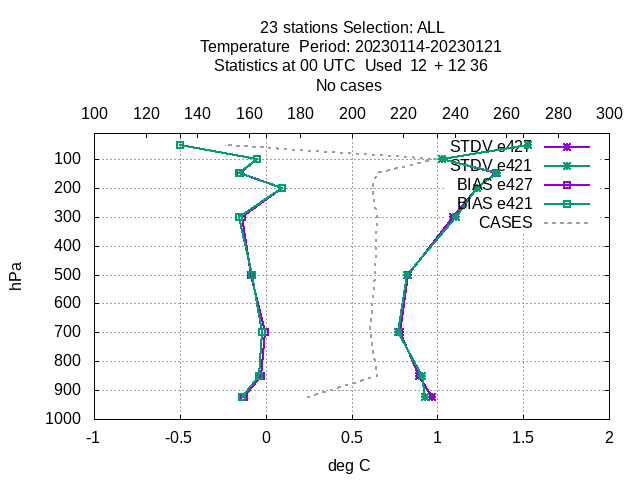 23 stations Selection: ALL
Temperature  Period: 20230114-20230121
Statistics at 00 UTC  Used  12  + 12 36
No cases
100 120 140 160 180 200 220 240 260 280 300
STDV e427
100 STDV e421
200 BIAS e427
BIAS e421
300 CASES
400
hPa
500
600
700
800
900
1000
-1 -0.5 0 0.5 1 1.5 2
deg C